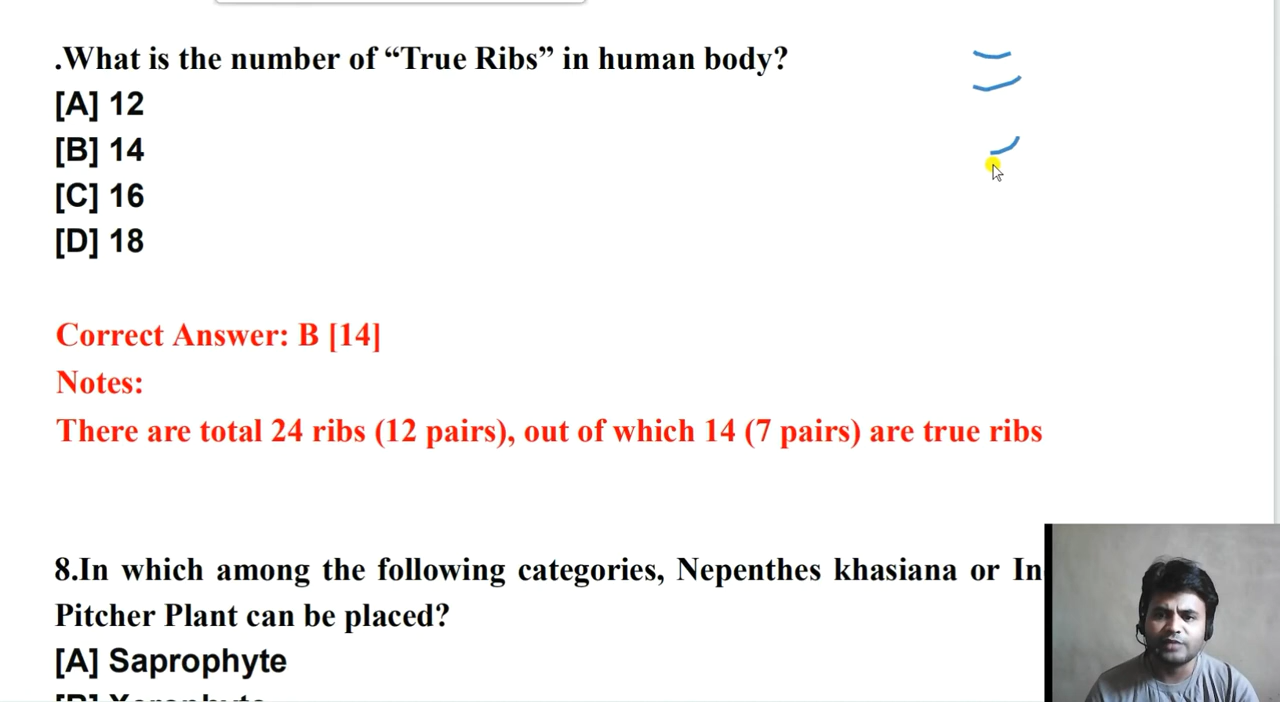 .What is the number of “True Ribs” in human body?
[A] 12
[B] 14
[C] 16
[D] 18
Correct Answer: B [14]
Notes:
There are total 24 ribs (12 pairs), out of which 14 (7 pairs) are true ribs
8.In which among the following categories, Nepenthes khasiana or
Pitcher Plant can be placed?
[A] Saprophyte